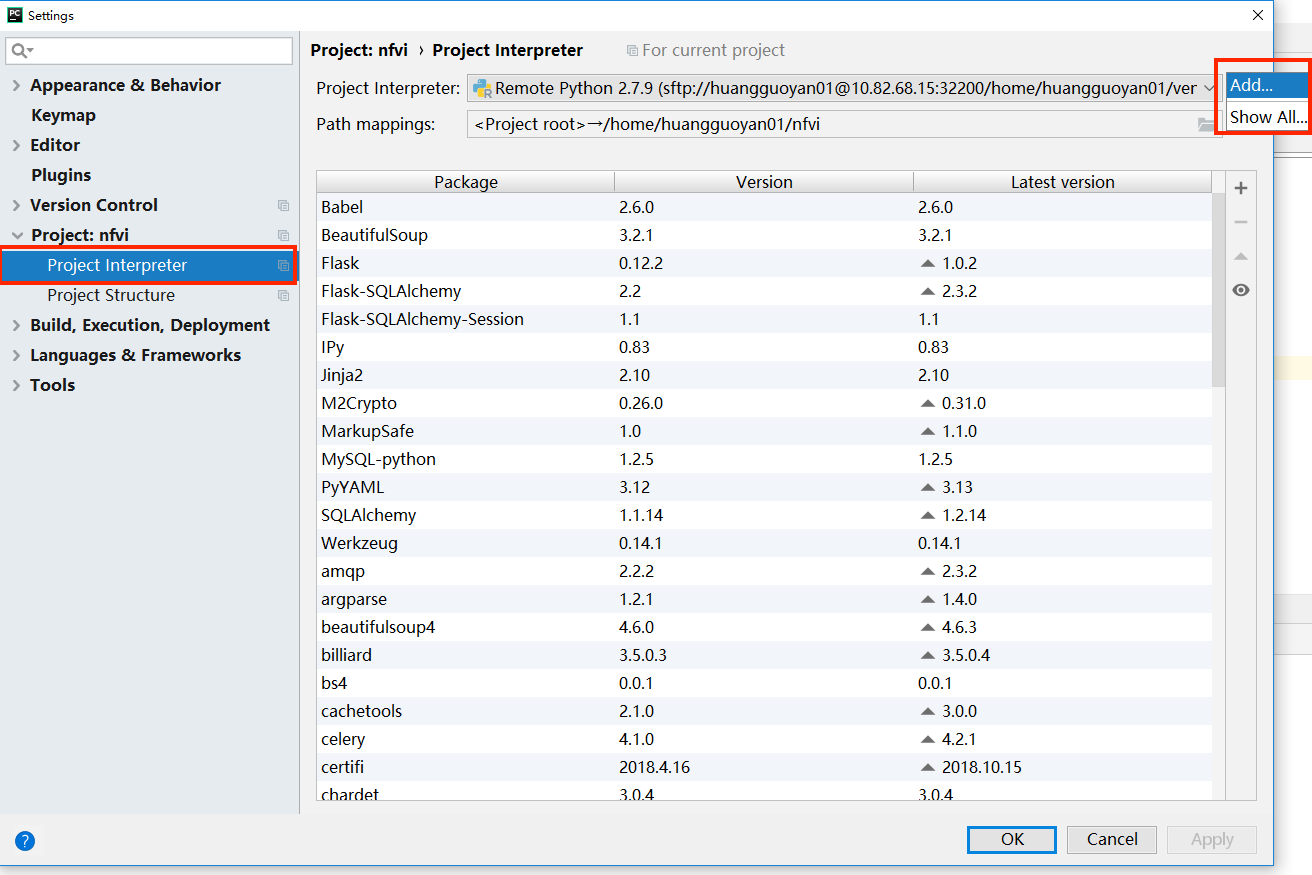 PC Settings
Appearance & Behavior
Keymap
Editor
Plugins
Version Control
Project: nfvi
Project Interpreter
Project Structure
Build, Execution, Deployment
Languages & Frameworks
Tools
Project: nfvi › Project Interpreter For current project
Project Interpreter: Remote Python 2.7.9 (sftp://huangguoyan01@10.82.68.15:32200/home/huangguoyan01/ver
Add...
Show All...
Path mappings: <Project root>→/home/huangguoyan01/nfvi
Package Version Latest version
Babel 2.6.0 2.6.0
BeautifulSoup 3.2.1 3.2.1
Flask 0.12.2 ▲ 1.0.2
Flask-SQLAlchemy 2.2 ▲ 2.3.2
Flask-SQLAlchemy-Session 1.1 1.1
IPy 0.83 0.83
Jinja2 2.10 2.10
M2Crypto 0.26.0 ▲ 0.31.0
MarkupSafe 1.0 ▲ 1.1.0
MySQL-python 1.2.5 1.2.5
PyYAML 3.12 ▲ 3.13
SQLAlchemy 1.1.14 ▲ 1.2.14
Werkzeug 0.14.1 0.14.1
amqp 2.2.2 ▲ 2.3.2
argparse 1.2.1 ▲ 1.4.0
beautifulsoup4 4.6.0 ▲ 4.6.3
billiard 3.5.0.3 ▲ 3.5.0.4
bs4 0.0.1 0.0.1
cachetools 2.1.0 ▲ 3.0.0
celery 4.1.0 ▲ 4.2.1
certifi 2018.4.16 ▲ 2018.10.15
chardet 3.0.4 3.0.4
? OK Cancel Apply